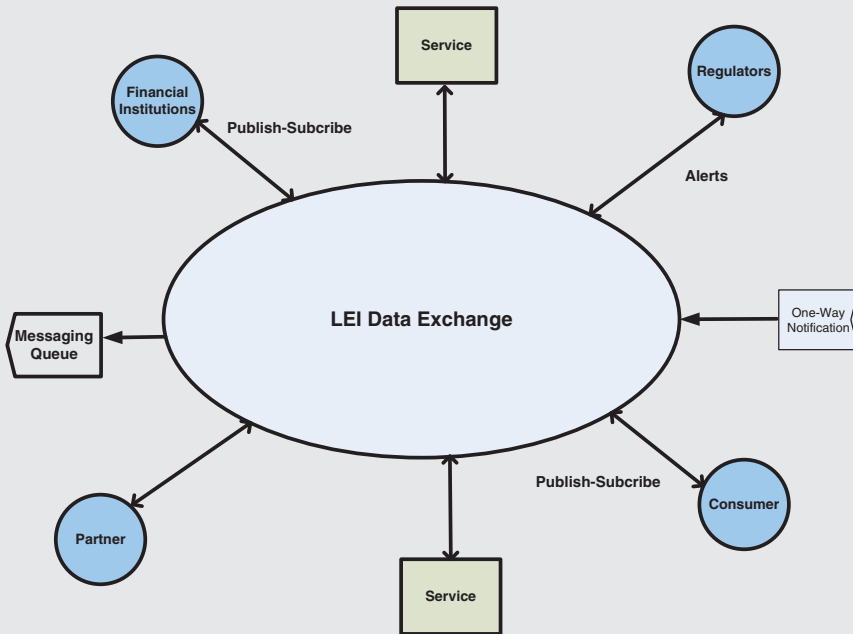 Service
Regulators
Financial
Institutions
Publish-Subcribe
Alerts
LEI Data Exchange
One-Way
Notification
Messaging
Queue
Publish-Subcribe
Consumer
Partner
Service